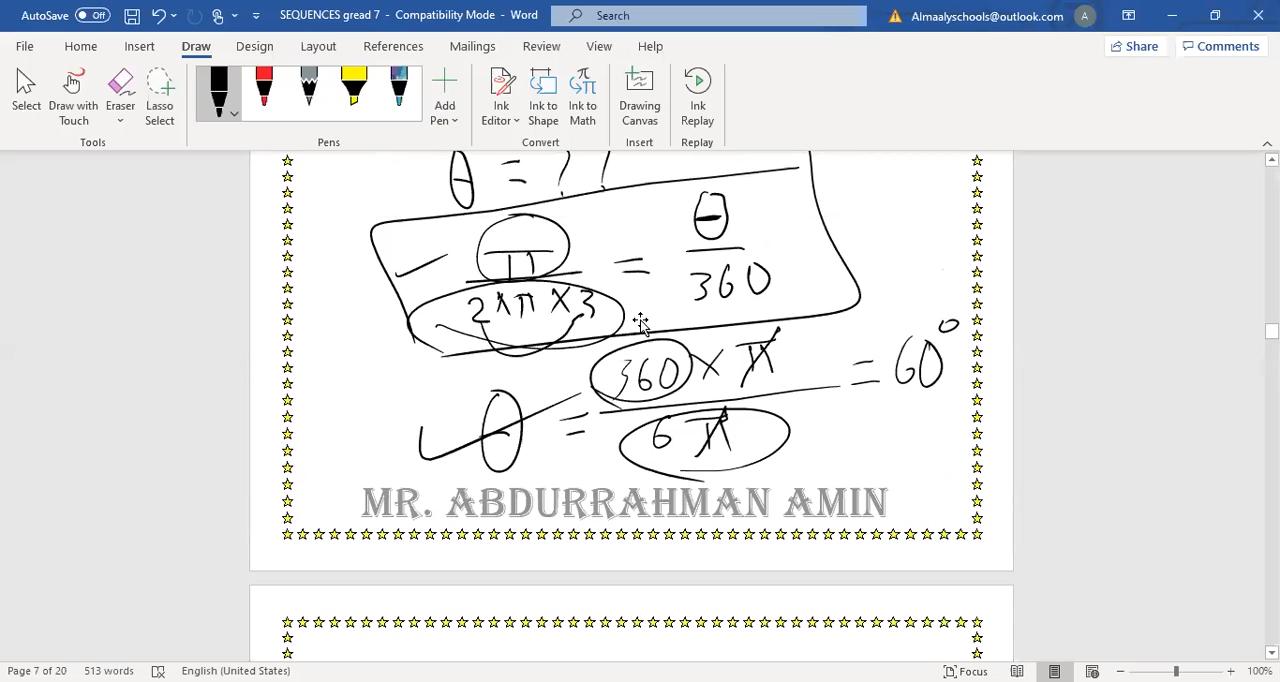 AutoSave Off SEQUENCES gread 7 - Compatibility Mode - Word Search Almaalyschools@outlook.com A
File Home Insert Draw Design Layout References Mailings Review View Help Share Comments
Select Draw with Touch Eraser Lasso Select Add Pen Ink Editor Ink to Shape Ink to Math Drawing Canvas Ink Replay
Tools Pens Convert Insert Replay
θ = ? ?
π / 2 × π × 3 = θ / 360
θ = 360 × π / 6 π = 60°
MR. ABDURRAHMAN AMIN
Page 7 of 20 513 words English (United States) Focus 100%